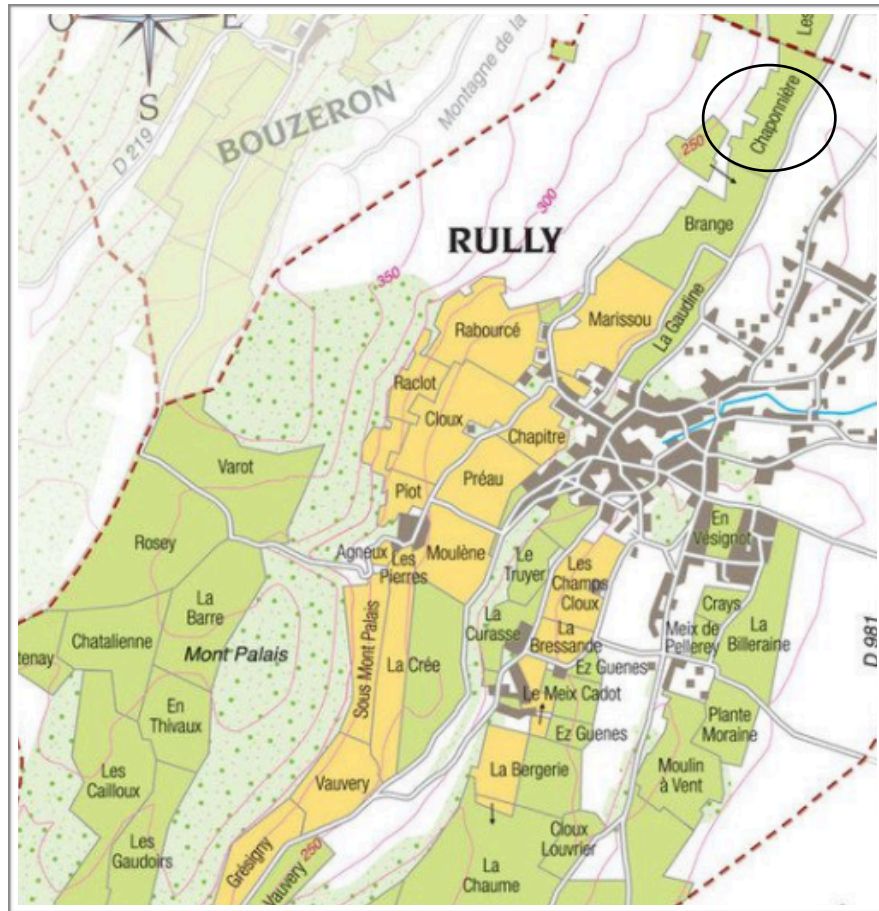 O
E
S
Les
D 219
BOUZERON
Montagne de la
Chaponnière
250
300
Brange
RULLY
350
Marissou
La Gaudine
Rabourcé
Raclot
Cloux
Chapitre
Varot
Préau
Piot
Rosey
Agneux
Les
Pierres
Moulène
Le
Truyer
En
Vésignot
Les
Champs
Cloux
La
Barre
Crays
La
Billeraine
Chatalienne
tenay
Mont Palais
Sous Mont Palais
La Crée
La
Curasse
La
Bressande
Meix de
Pellerey
D 981
Ez Guenes
Le Meix Cadot
En
Thivaux
Plante
Moraine
Ez Guenes
Les
Cailloux
Vauvery
La Bergerie
Moulin
à Vent
Les
Gaudoirs
Grésigny
Vauvery
250
Cloux
Louvrier
La
Chaume